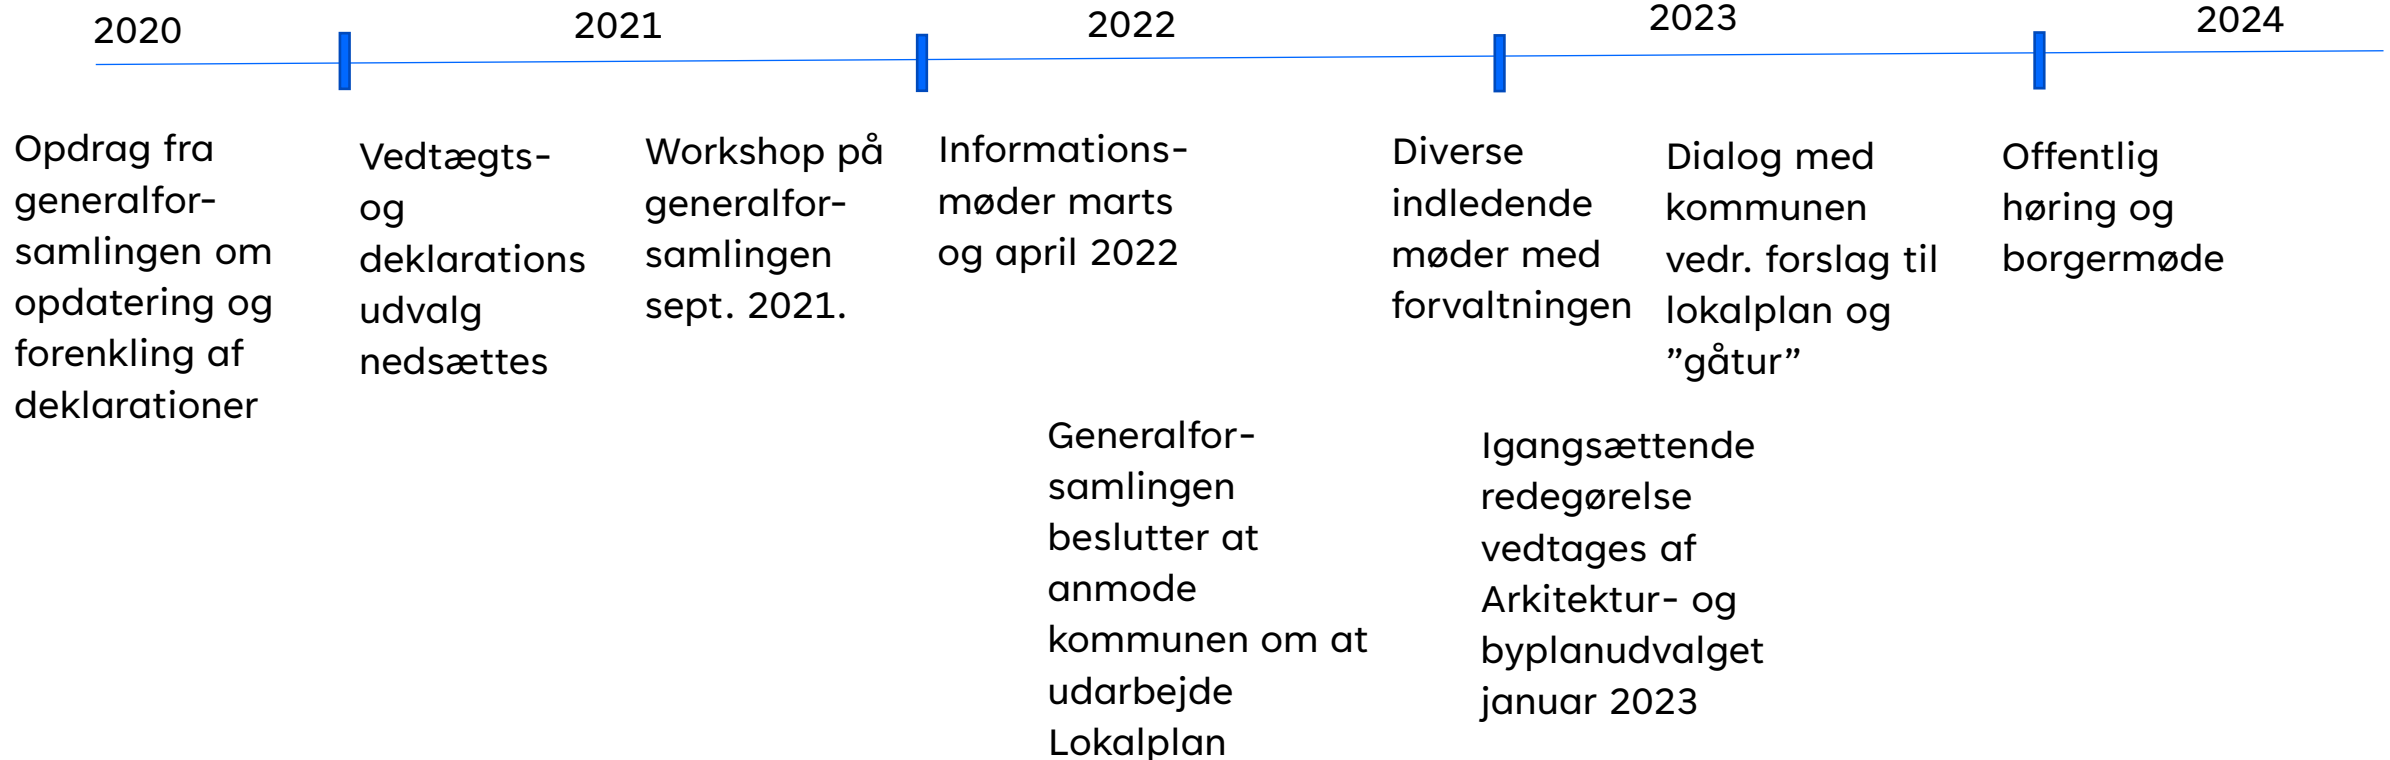 2020
2021
2022
2023
2024
Opdrag fra
generalfor-
samlingen om
opdatering og
forenkling af
deklarationer
Vedtægts-
og
deklarations
udvalg
nedsættes
Workshop på
generalfor-
samlingen
sept. 2021.
Informations-
møder marts
og april 2022
Generalfor-
samlingen
beslutter at
anmode
kommunen om at
udarbejde
Lokalplan
Diverse
indledende
møder med
forvaltningen
Igangsættende
redegørelse
vedtages af
Arkitektur- og
byplanudvalget
januar 2023
Dialog med
kommunen
vedr. forslag til
lokalplan og
”gåtur”
Offentlig
høring og
borgermøde